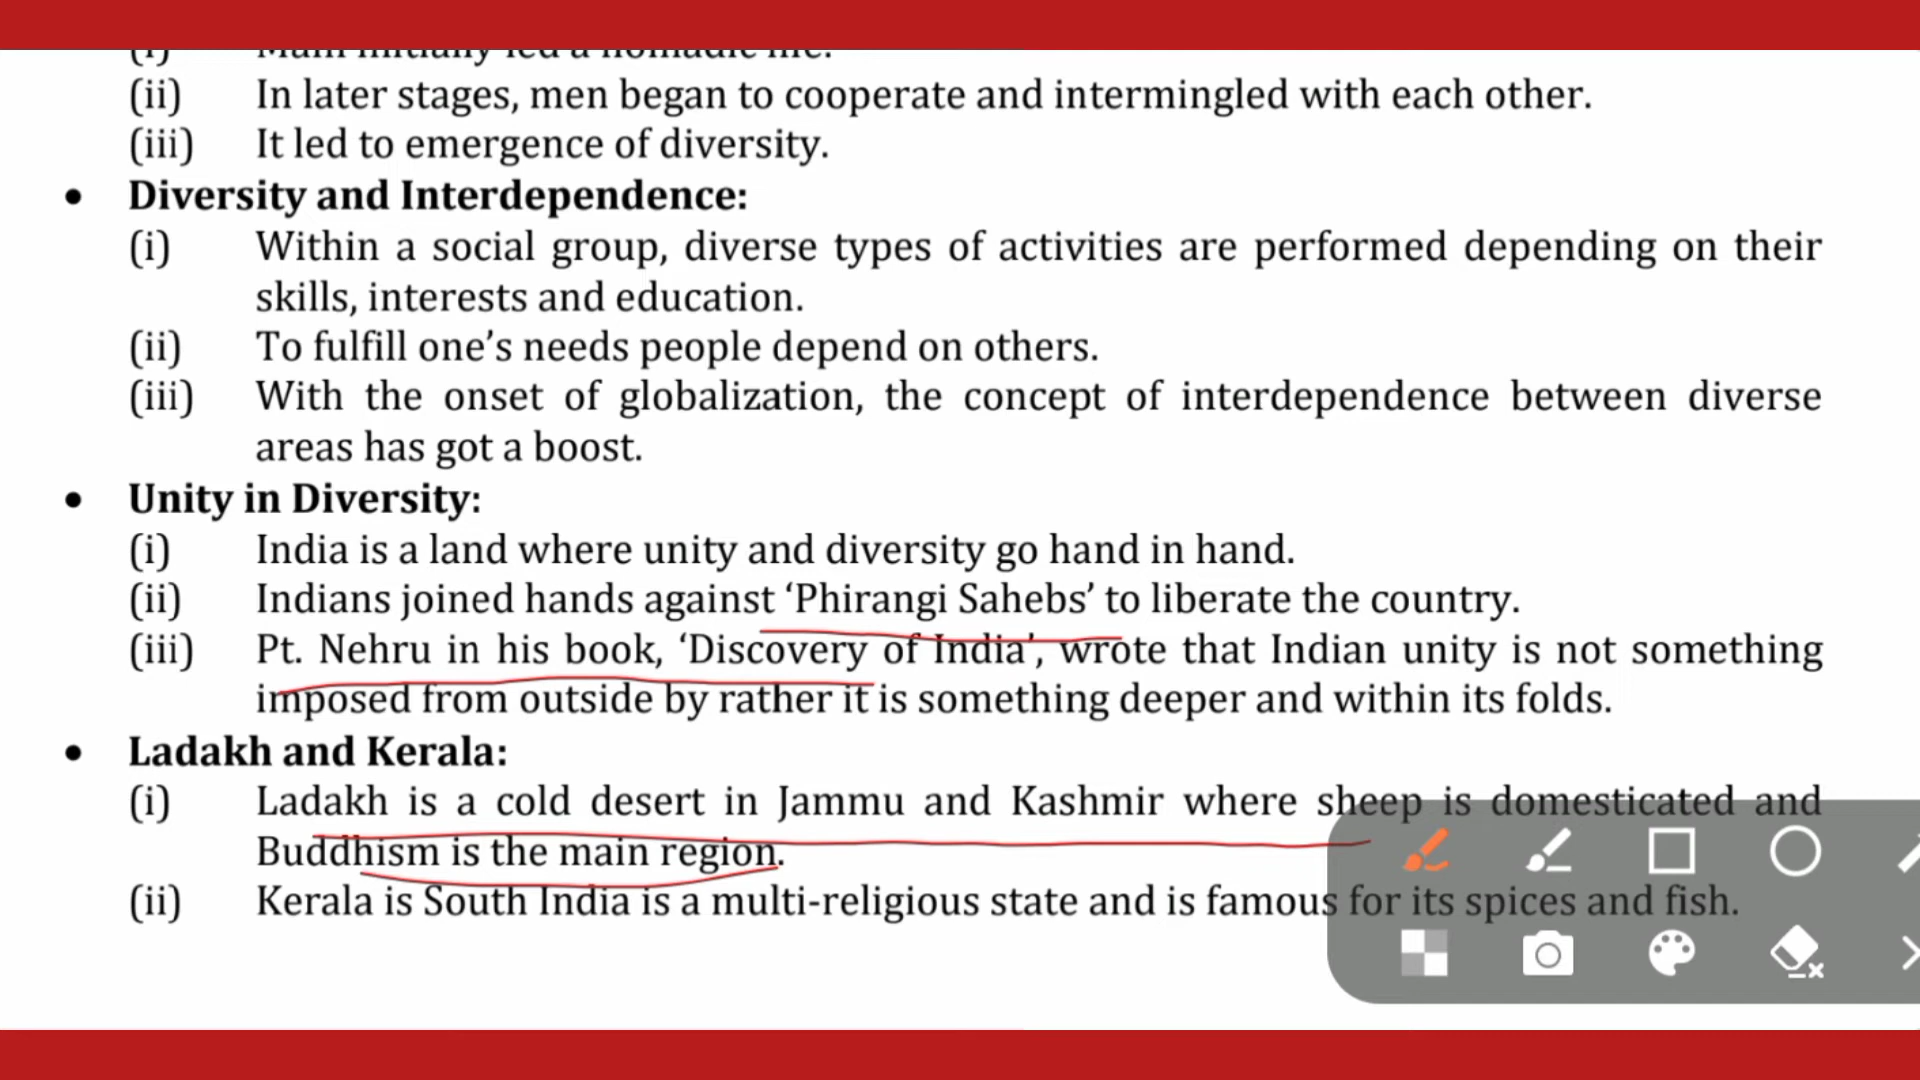 (i) Man initially led a nomadic life.
(ii) In later stages, men began to cooperate and intermingled with each other.
(iii) It led to emergence of diversity.
• Diversity and Interdependence:
(i) Within a social group, diverse types of activities are performed depending on their
skills, interests and education.
(ii) To fulfill one’s needs people depend on others.
(iii) With the onset of globalization, the concept of interdependence between diverse
areas has got a boost.
• Unity in Diversity:
(i) India is a land where unity and diversity go hand in hand.
(ii) Indians joined hands against ‘Phirangi Sahebs’ to liberate the country.
(iii) Pt. Nehru in his book, ‘Discovery of India’, wrote that Indian unity is not something
imposed from outside by rather it is something deeper and within its folds.
• Ladakh and Kerala:
(i) Ladakh is a cold desert in Jammu and Kashmir where sheep is domesticated and
Buddhism is the main region.
(ii) Kerala is South India is a multi-religious state and is famous for its spices and fish.